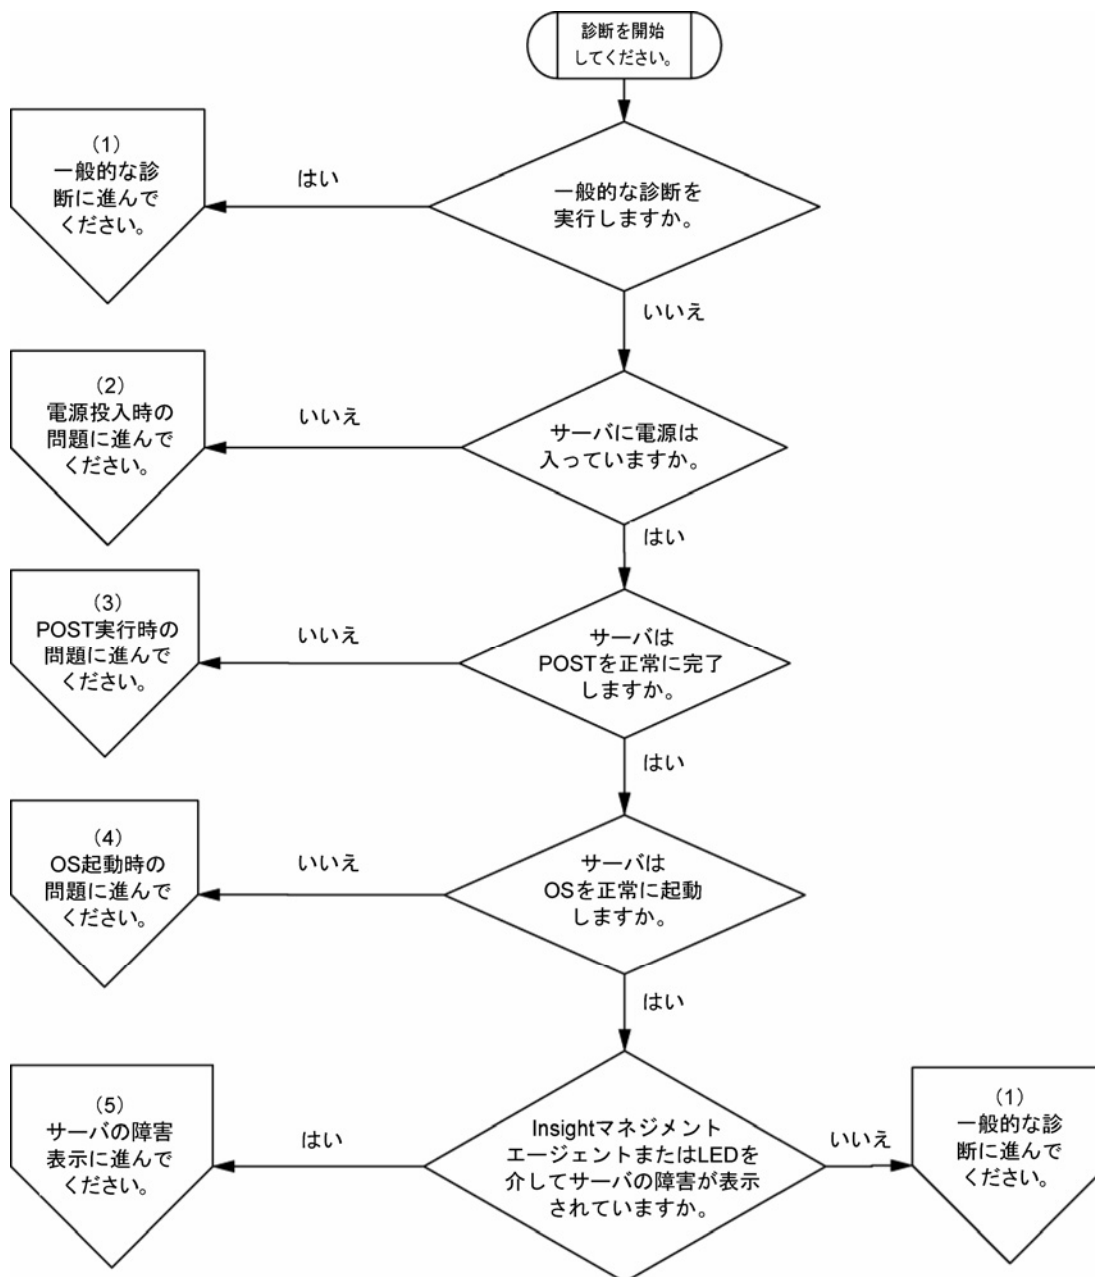 診断を開始
してください。
(1)
一般的な診
断に進んで
ください。
はい
一般的な診断を
実行しますか。
いいえ
(2)
電源投入時の
問題に進んで
ください。
いいえ
サーバに電源は
入っていますか。
はい
(3)
POST実行時の
問題に進んで
ください。
いいえ
サーバは
POSTを正常に完了
しますか。
はい
(4)
OS起動時の
問題に進んで
ください。
いいえ
サーバは
OSを正常に起動
しますか。
はい
(5)
サーバの障害
表示に進んで
ください。
はい
Insightマネジメント
エージェントまたはLEDを
介してサーバの障害が表示
されていますか。
いいえ
(1)
一般的な診
断に進んで
ください。